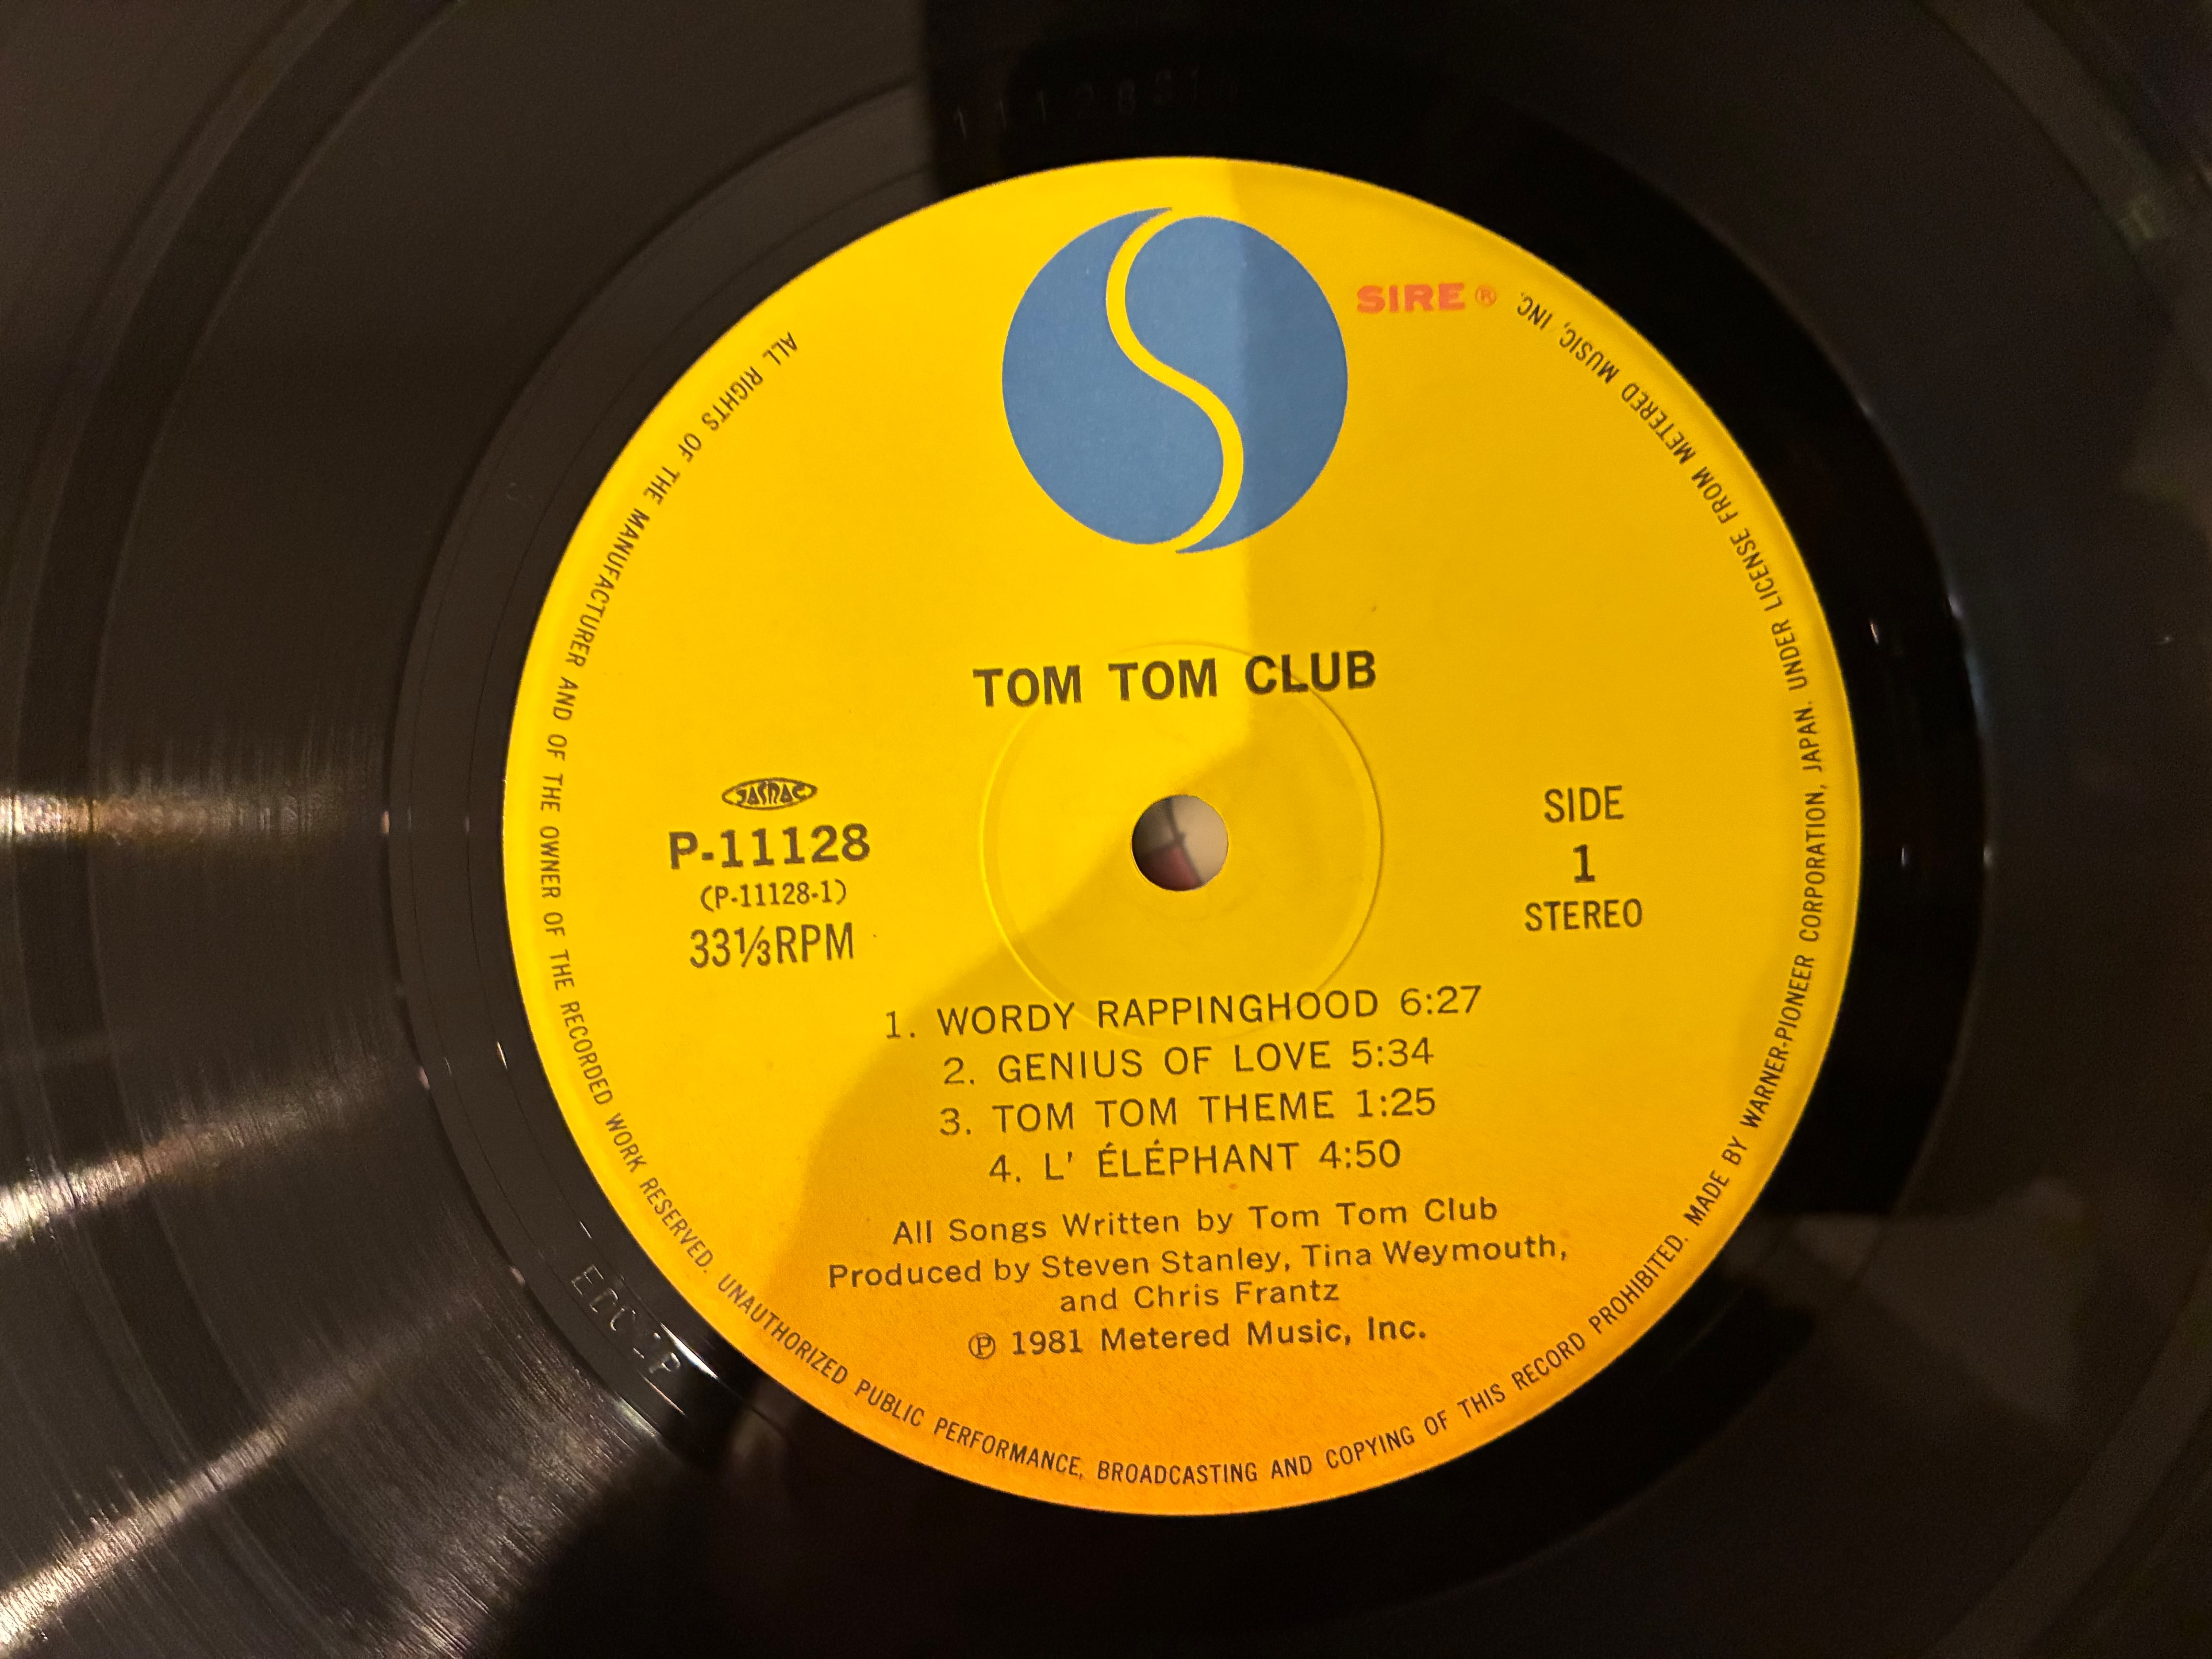 SIRE ®
TOM TOM CLUB
JASRAC
P-11128
(P-11128-1)
33⅓RPM
SIDE
1
STEREO
1. WORDY RAPPINGHOOD 6:27
2. GENIUS OF LOVE 5:34
3. TOM TOM THEME 1:25
4. L' ÉLÉPHANT 4:50
All Songs Written by Tom Tom Club
Produced by Steven Stanley, Tina Weymouth,
and Chris Frantz
℗ 1981 Metered Music, Inc.
ALL RIGHTS OF THE MANUFACTURER AND OF THE OWNER OF THE RECORDED WORK RESERVED. UNAUTHORIZED PUBLIC PERFORMANCE, BROADCASTING AND COPYING OF THIS RECORD PROHIBITED. MADE BY WARNER-PIONEER CORPORATION, JAPAN. UNDER LICENSE FROM METERED MUSIC, INC.